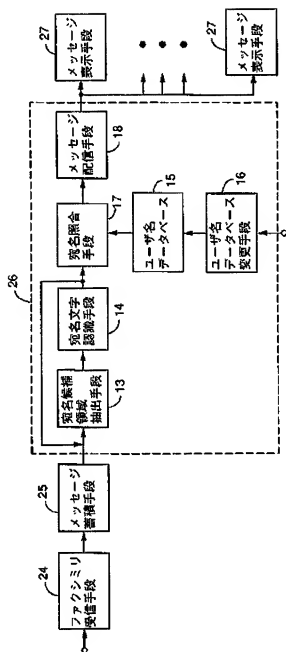 24
ファクシミリ
受信手段
25
メッセージ
蓄積手段
26
13
宛名候補
領域
抽出手段
14
宛名文字
認識手段
17
宛名照合
手段
18
メッセージ
配信手段
15
ユーザ名
データベース
16
ユーザ名
データベース
変更手段
27
メッセージ
表示手段
27
メッセージ
表示手段